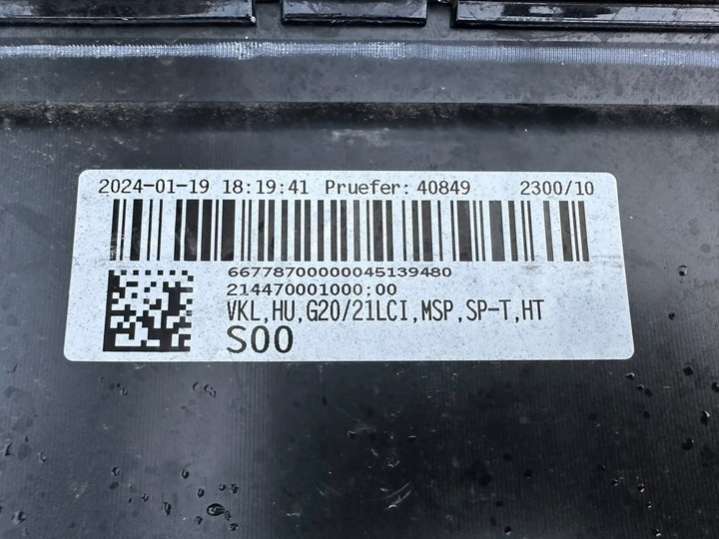 2024-01-19 18:19:41 Pruefer: 40849 2300/10
66778700000045139480
214470001000;00
VKL,HU,G20/21LCI,MSP,SP-T,HT
S00